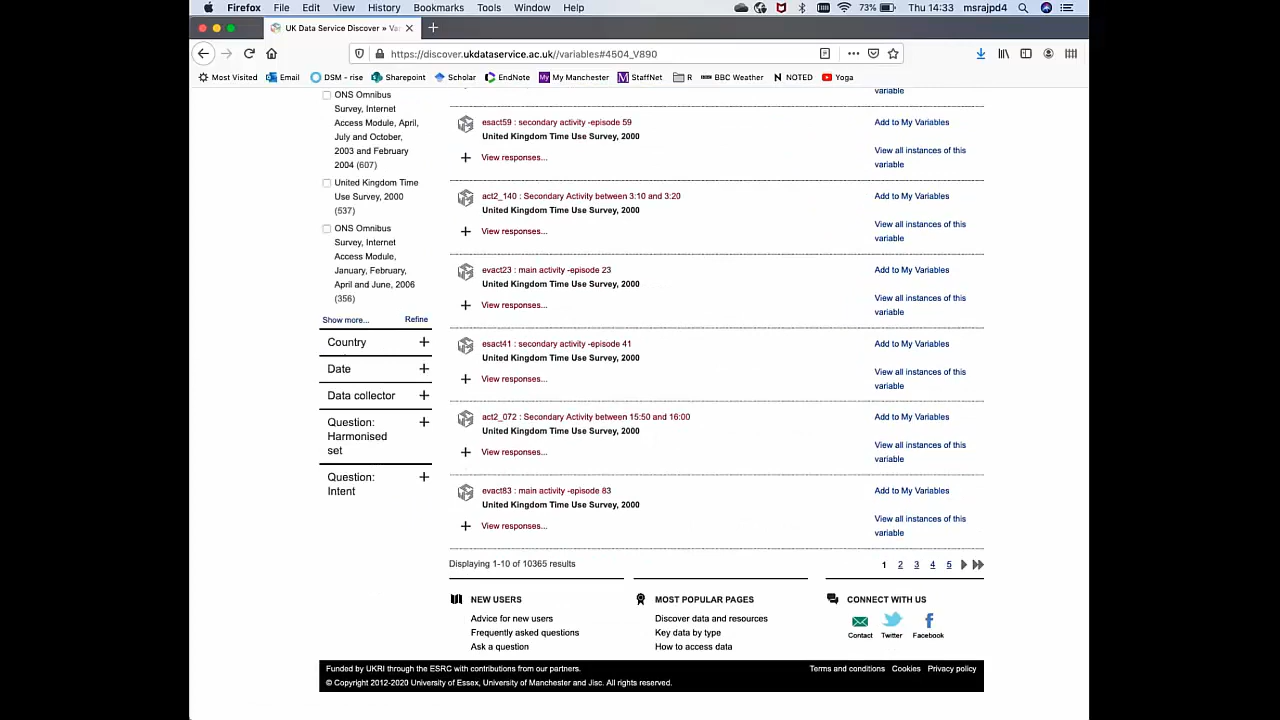 Firefox File Edit View History Bookmarks Tools Window Help 73% Thu 14:33 msrajpd4
UK Data Service Discover » Va
https://discover.ukdataservice.ac.uk//variables#4504_V890
Most Visited Email DSM - rise Sharepoint Scholar EndNote My Manchester StaffNet R BBC Weather NOTED Yoga
ONS Omnibus
Survey, Internet
Access Module, April,
July and October,
2003 and February
2004 (607)
United Kingdom Time
Use Survey, 2000
(537)
ONS Omnibus
Survey, Internet
Access Module,
January, February,
April and June, 2006
(356)
Show more... Refine
Country
Date
Data collector
Question:
Harmonised
set
Question:
Intent
variable
esact59 : secondary activity -episode 59
United Kingdom Time Use Survey, 2000
View responses...
Add to My Variables
View all instances of this
variable
act2_140 : Secondary Activity between 3:10 and 3:20
United Kingdom Time Use Survey, 2000
View responses...
Add to My Variables
View all instances of this
variable
evact23 : main activity -episode 23
United Kingdom Time Use Survey, 2000
View responses...
Add to My Variables
View all instances of this
variable
esact41 : secondary activity -episode 41
United Kingdom Time Use Survey, 2000
View responses...
Add to My Variables
View all instances of this
variable
act2_072 : Secondary Activity between 15:50 and 16:00
United Kingdom Time Use Survey, 2000
View responses...
Add to My Variables
View all instances of this
variable
evact83 : main activity -episode 83
United Kingdom Time Use Survey, 2000
View responses...
Add to My Variables
View all instances of this
variable
Displaying 1-10 of 10365 results 1 2 3 4 5
NEW USERS
Advice for new users
Frequently asked questions
Ask a question
MOST POPULAR PAGES
Discover data and resources
Key data by type
How to access data
CONNECT WITH US
Contact Twitter Facebook
Funded by UKRI through the ESRC with contributions from our partners. Terms and conditions Cookies Privacy policy
© Copyright 2012-2020 University of Essex, University of Manchester and Jisc. All rights reserved.